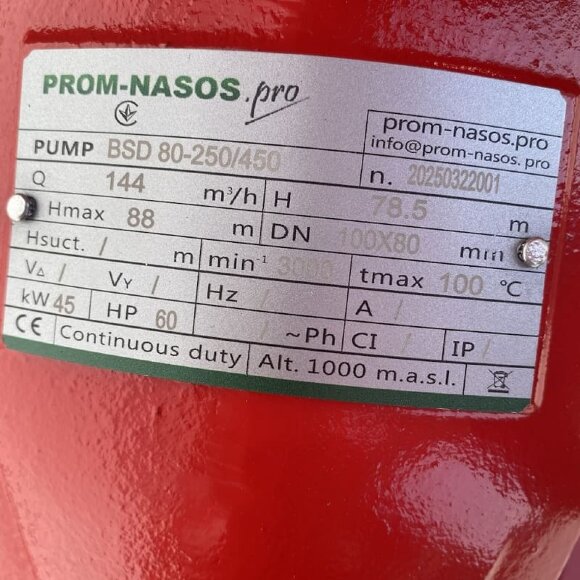 PROM-NASOS.pro
prom-nasos.pro
info@prom-nasos.pro
PUMP BSD 80-250/450
n. 20250322001
Q 144 m³/h H 78.5 m
Hmax 88 m DN 100X80 mm
Hsuct. / m min⁻¹ 3000 tmax 100 °C
V△ / VY / Hz / A /
kW 45 HP 60 / ~Ph CI / IP /
CE Continuous duty Alt. 1000 m.a.s.l.